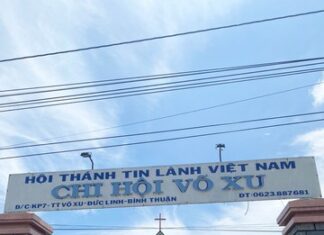 HỘI THÁNH TIN LÀNH VIỆT NAM
CHI HỘI VÕ XU
Đ/C-KP7-TT VÕ XU-ĐỨC LINH-BÌNH THUẬN ĐT:0623.887681